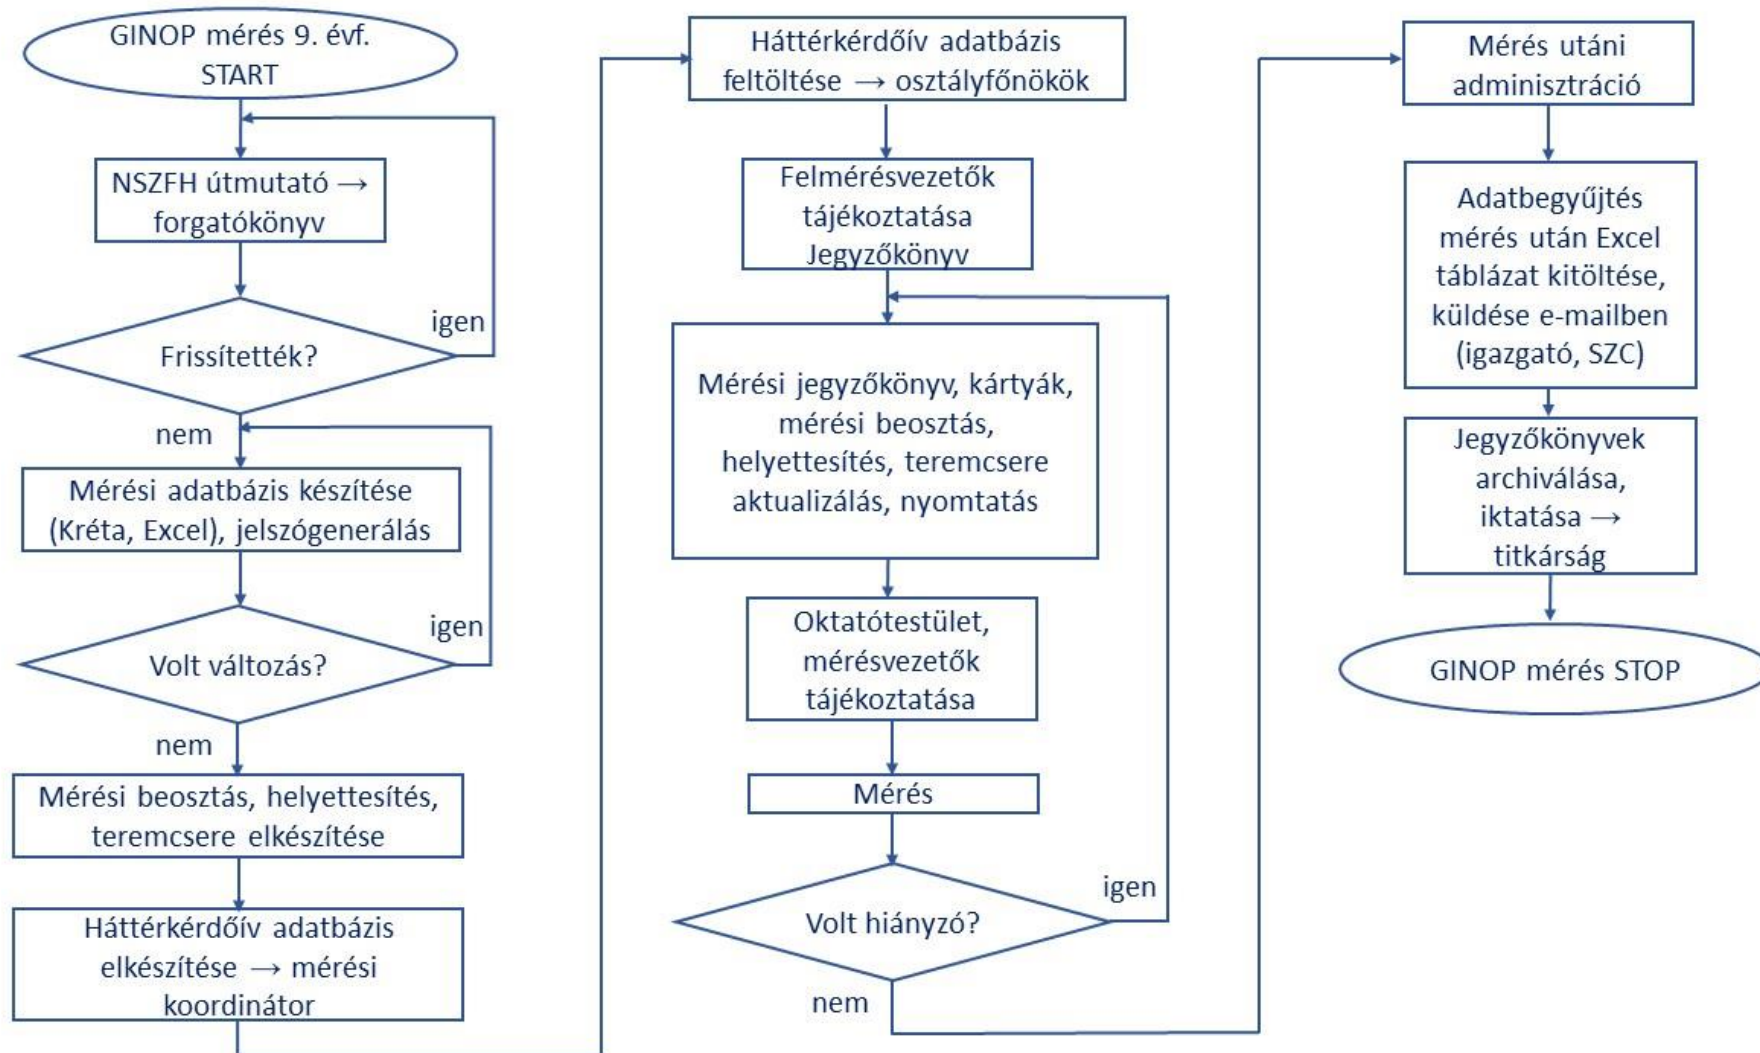 GINOP mérés 9. évf.
START
NSZFH útmutató →
forgatókönyv
igen
Frissítették?
nem
Mérési adatbázis készítése
(Kréta, Excel), jelszógenerálás
igen
Volt változás?
nem
Mérési beosztás, helyettesítés,
teremcsere elkészítése
Háttérkérdőív adatbázis
elkészítése → mérési
koordinátor
Háttérkérdőív adatbázis
feltöltése → osztályfőnökök
Felmérésvezetők
tájékoztatása
Jegyzőkönyv
Mérési jegyzőkönyv, kártyák,
mérési beosztás,
helyettesítés, teremcsere
aktualizálás, nyomtatás
Oktatótestület,
mérésvezetők
tájékoztatása
Mérés
igen
Volt hiányzó?
nem
Mérés utáni
adminisztráció
Adatbegyűjtés
mérés után Excel
táblázat kitöltése,
küldése e-mailben
(igazgató, SZC)
Jegyzőkönyvek
archiválása,
iktatása →
titkárság
GINOP mérés STOP